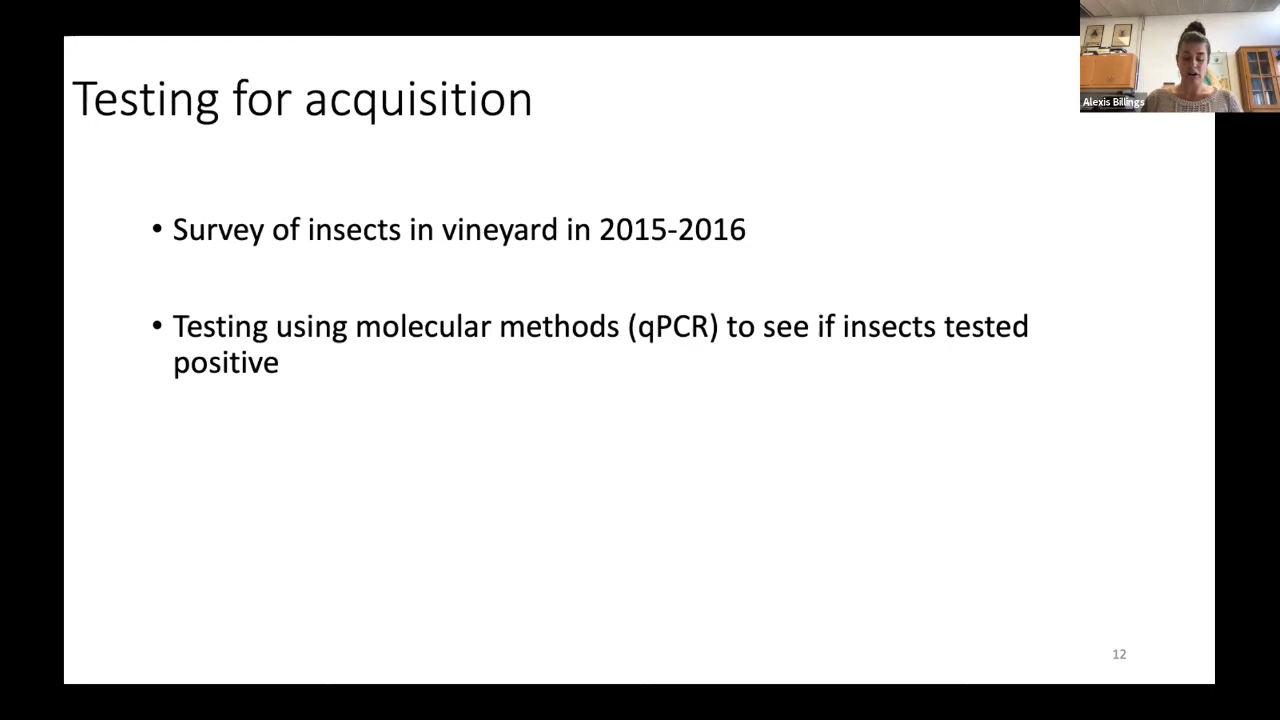 Testing for acquisition
Alexis Billings
• Survey of insects in vineyard in 2015-2016
• Testing using molecular methods (qPCR) to see if insects tested
positive
12